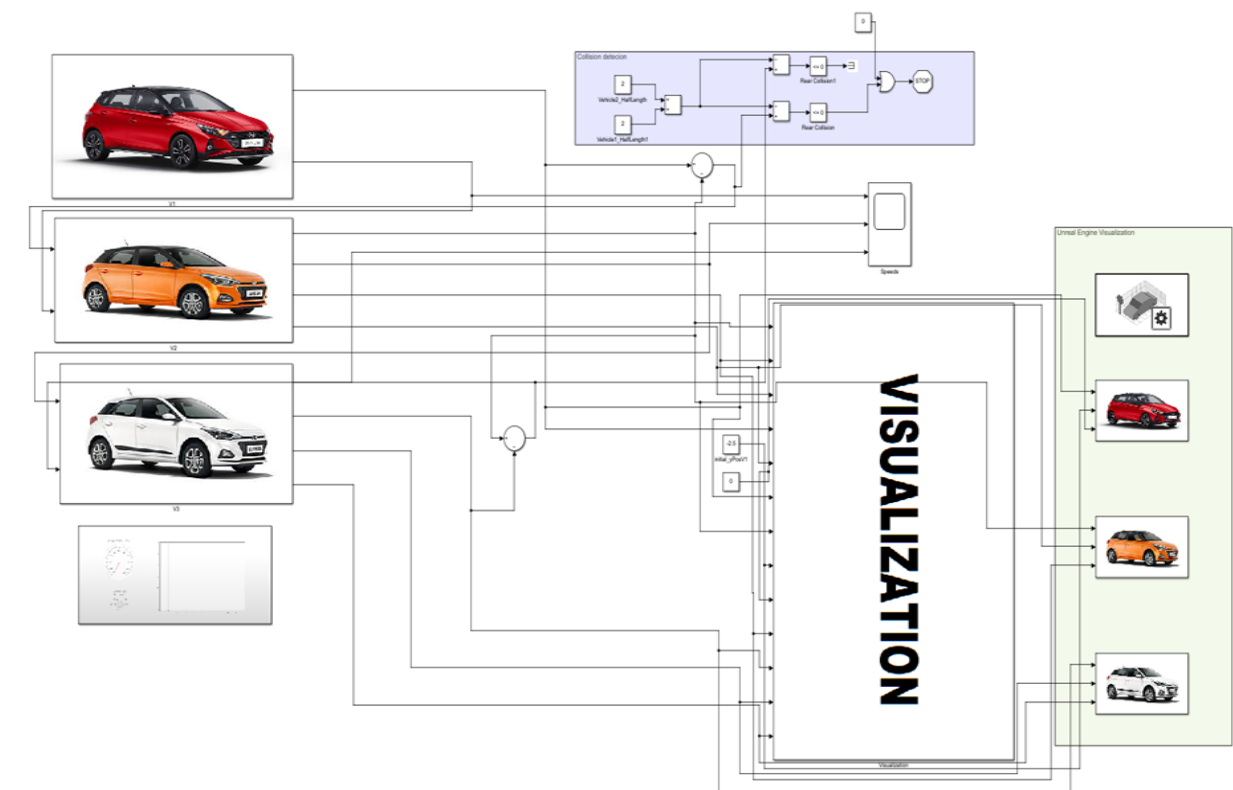 0
Collision detecion
2
Vehicle2_HalfLength
2
Vehicle1_HalfLength1
<= 0
Rear Collision1
<= 0
Rear Collision
STOP
V1
V2
V3
Speeds
Unreal Engine Visualization
-2.5
initial_yPosV1
0
VISUALIZATION
Visualization